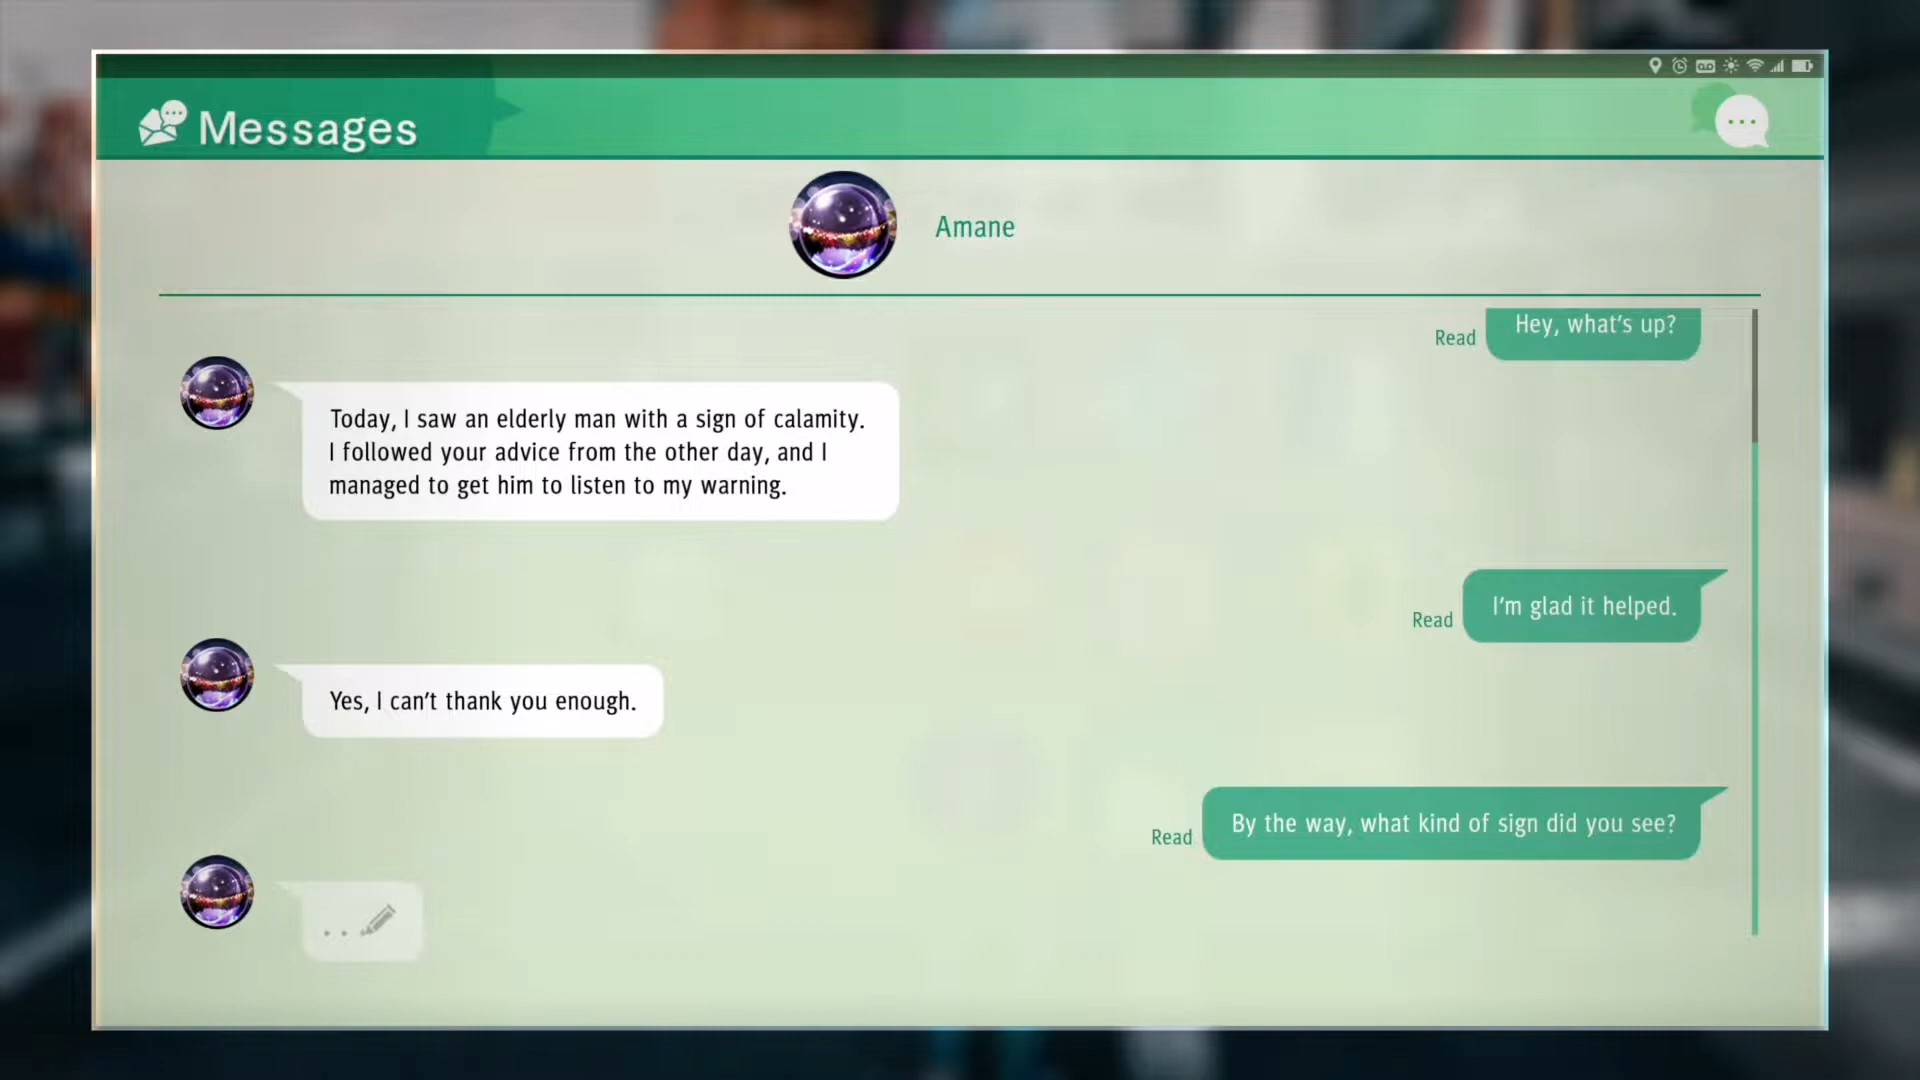 Messages
Amane
Hey, what's up?
Read
Today, I saw an elderly man with a sign of calamity.
I followed your advice from the other day, and I
managed to get him to listen to my warning.
I'm glad it helped.
Read
Yes, I can't thank you enough.
By the way, what kind of sign did you see?
Read